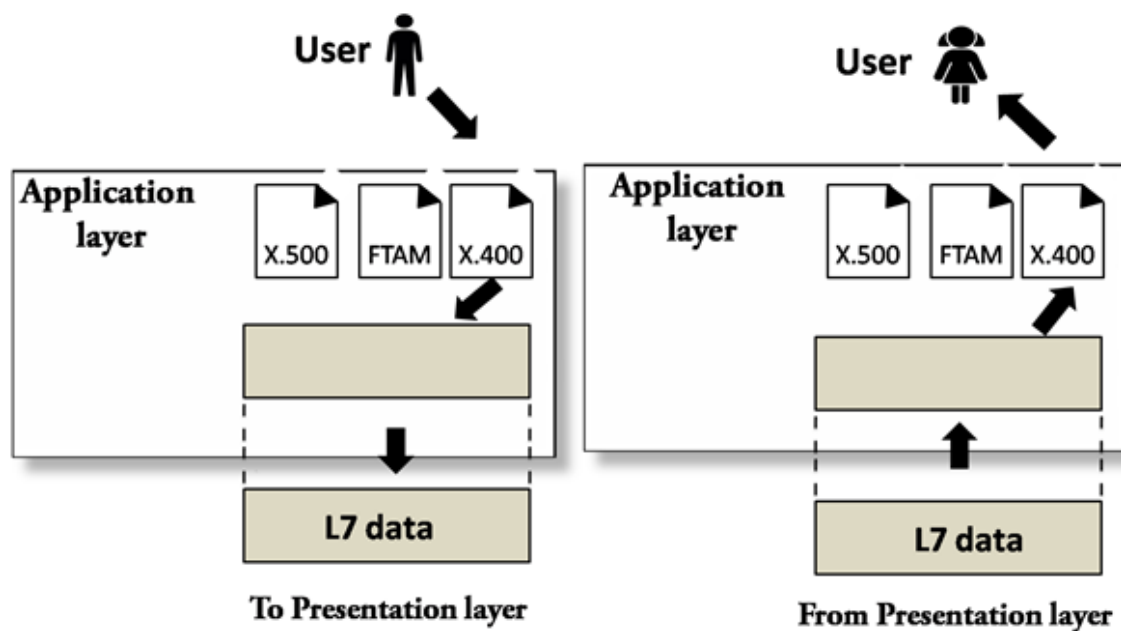 User
Application
layer
X.500 FTAM X.400
L7 data
To Presentation layer
User
Application
layer
X.500 FTAM X.400
L7 data
From Presentation layer